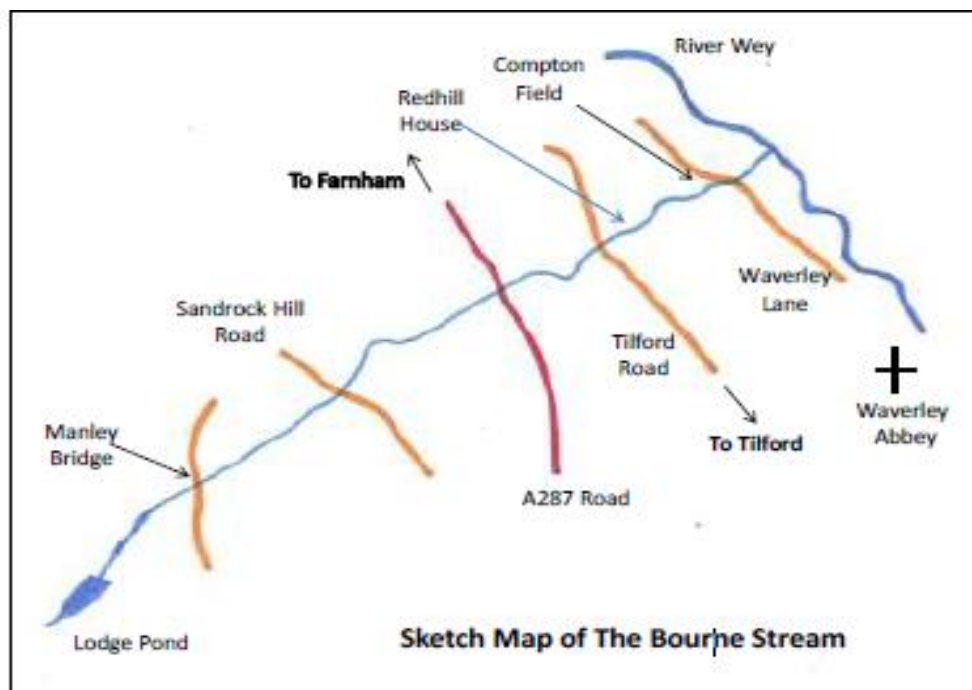 River Wey
Compton
Field
Redhill
House
To Farnham
Sandrock Hill
Road
Waverley
Lane
Tilford
Road
Manley
Bridge
Waverley
Abbey
To Tilford
A287 Road
Lodge Pond
Sketch Map of The Bourne Stream